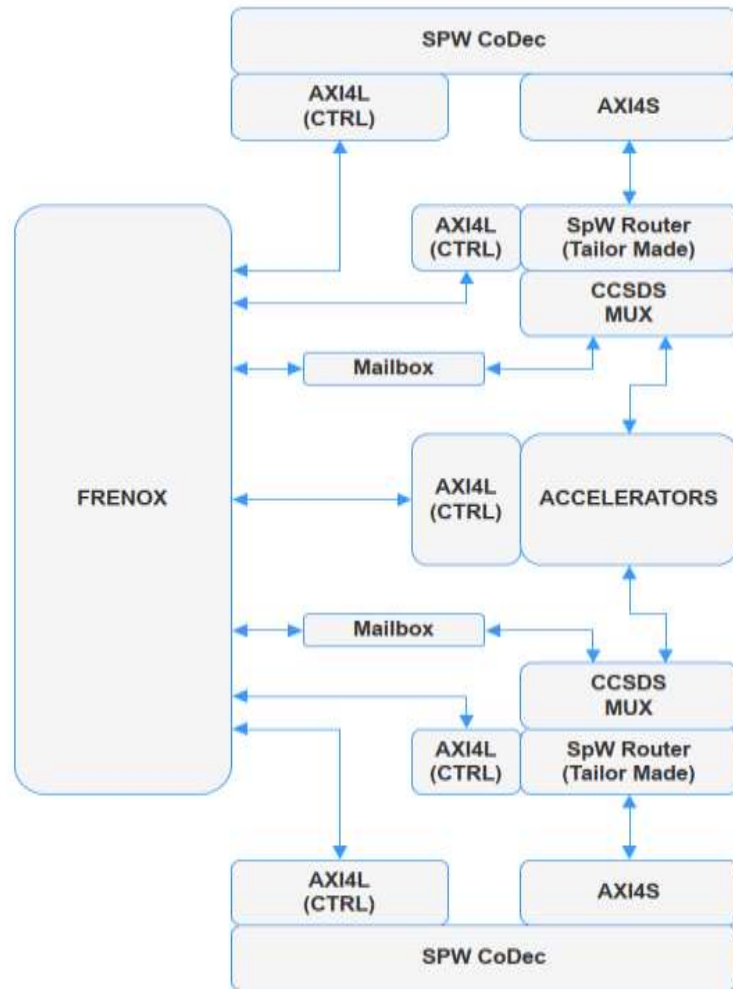 SPW CoDec
AXI4L
(CTRL)
AXI4S
AXI4L
(CTRL)
SpW Router
(Tailor Made)
CCSDS
MUX
Mailbox
FRENOX
AXI4L
(CTRL)
ACCELERATORS
Mailbox
CCSDS
MUX
AXI4L
(CTRL)
SpW Router
(Tailor Made)
AXI4L
(CTRL)
AXI4S
SPW CoDec